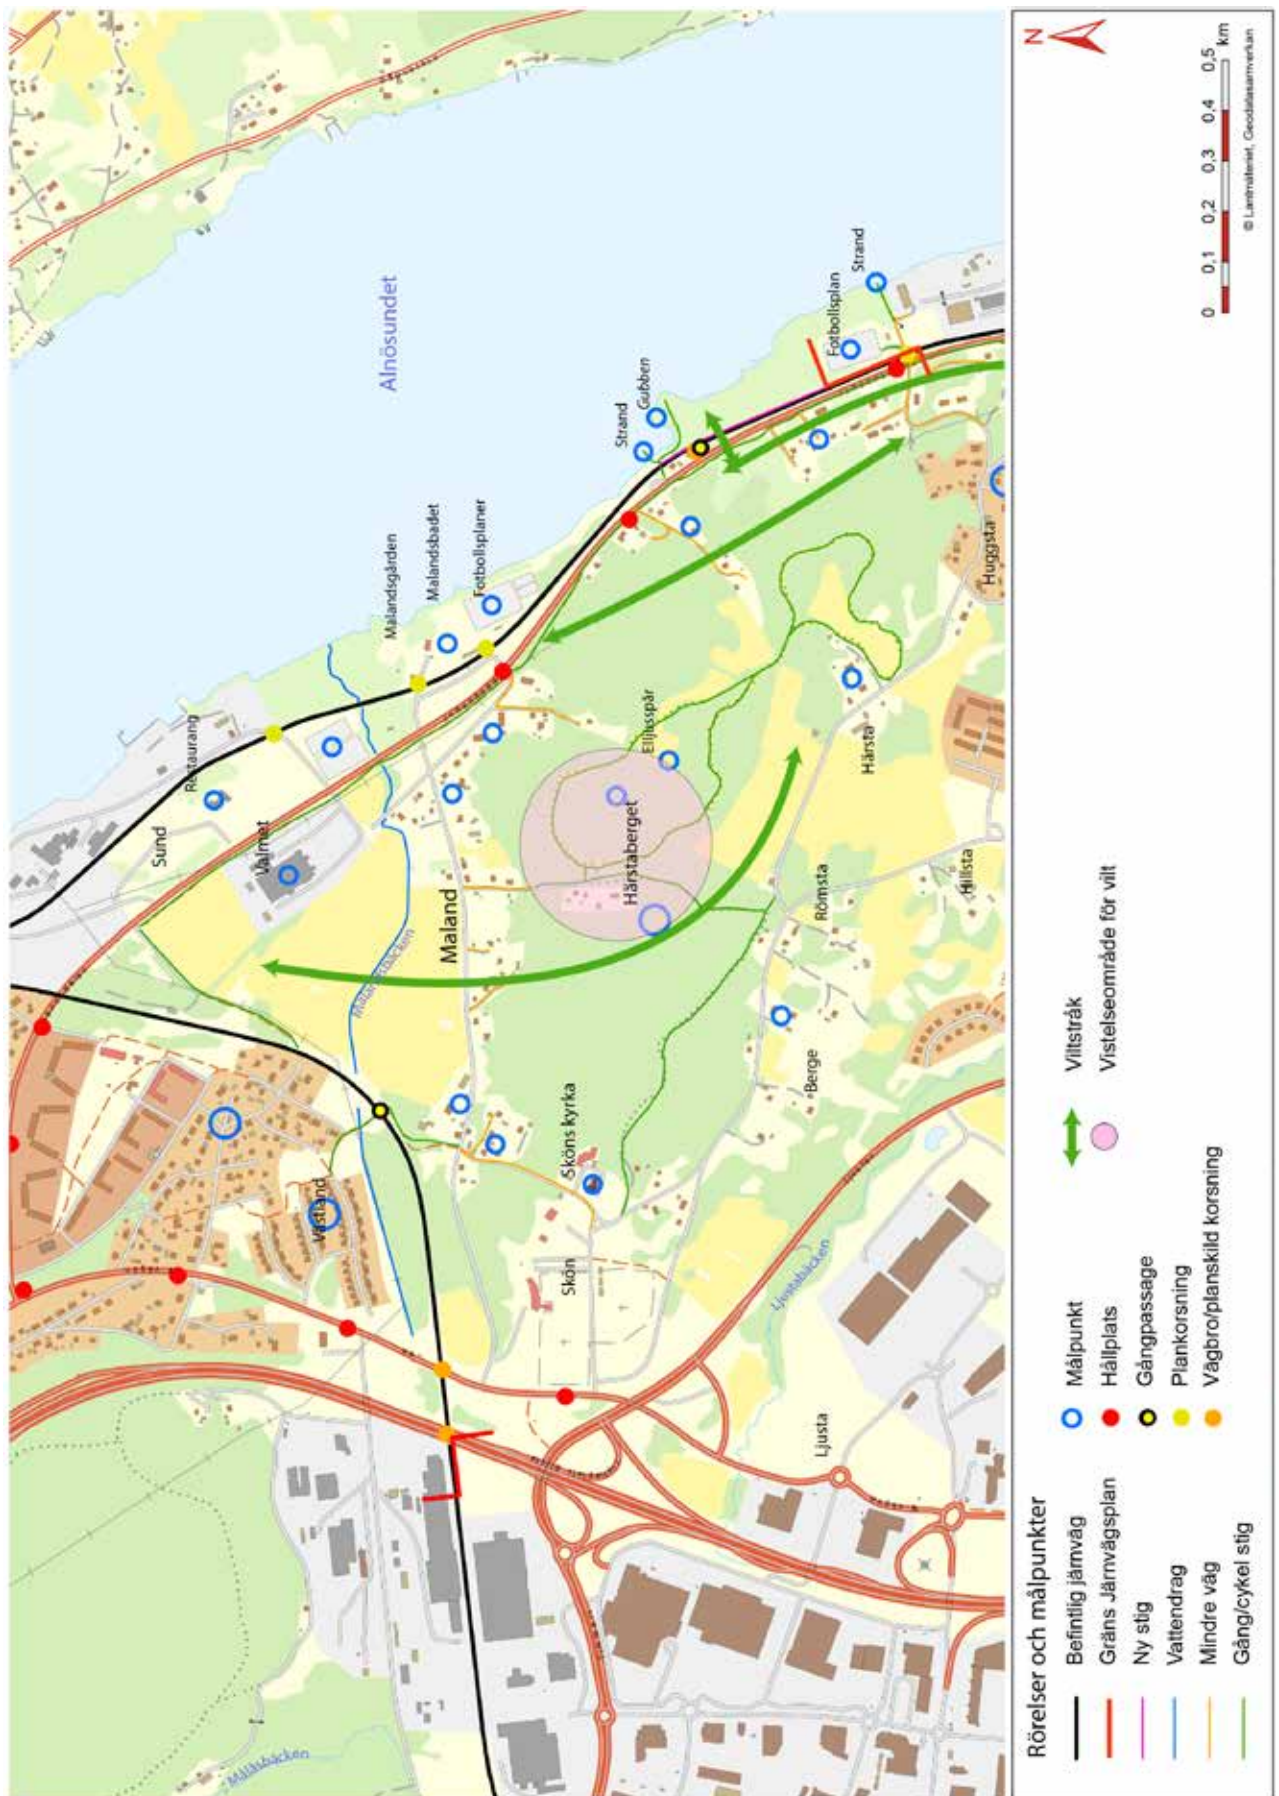 Alnösundet
Restaurang
Sund
Valmet
Malandsgården
Malandsbadet
Fotbollsplaner
Strand
Gubben
Fotbollsplan
Strand
Malandsbäcken
Maland
Härstaberget
Elljusspår
Härsta
Huggsta
Hillsta
Römsta
Berge
Västland
Sköns kyrka
Skön
Ljustabäcken
Ljusta
Målåsbäcken
Rörelser och målpunkter
Befintlig järnväg
Gräns Järnvägsplan
Ny stig
Vattendrag
Mindre väg
Gång/cykel stig
Målpunkt
Hållplats
Gångpassage
Plankorsning
Vägbro/planskild korsning
Viltstråk
Vistelseområde för vilt
N
0 0,1 0,2 0,3 0,4 0,5
km
© Lantmäteriet, Geodatasamverkan